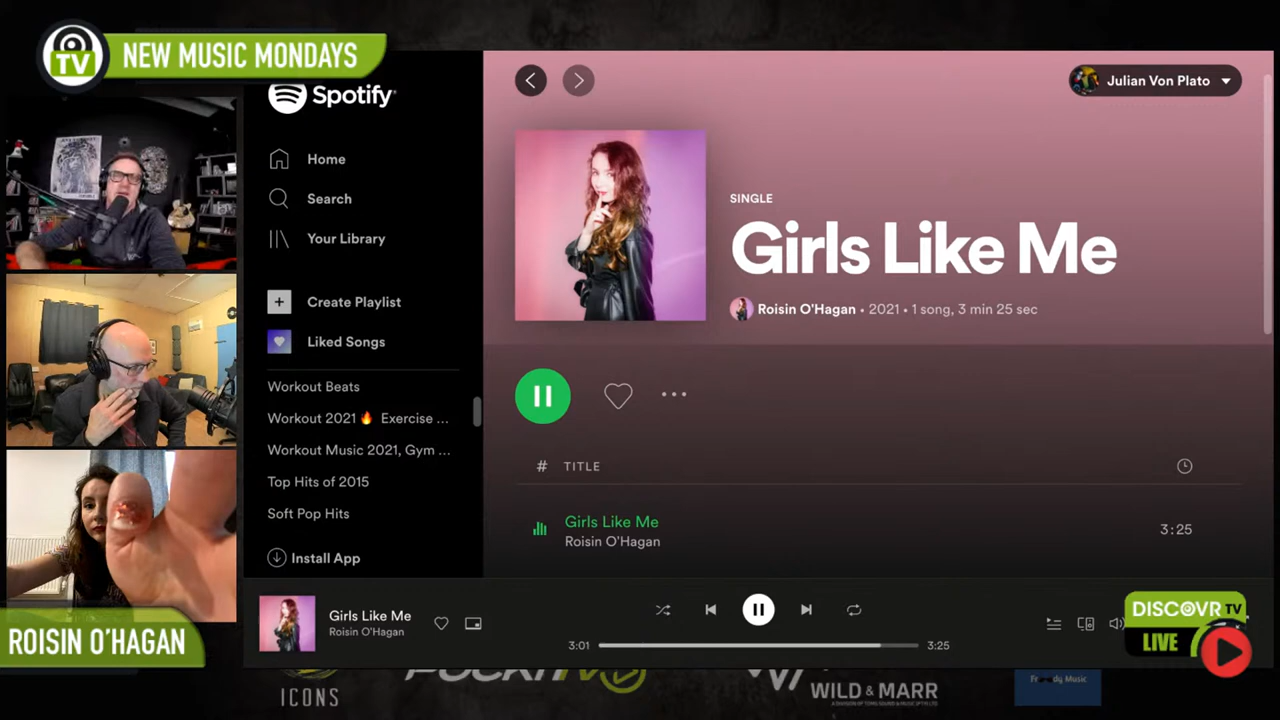 TV
NEW MUSIC MONDAYS
Spotify
Home
Search
Your Library
Create Playlist
Liked Songs
Workout Beats
Workout 2021 🔥 Exercise ...
Workout Music 2021, Gym ...
Top Hits of 2015
Soft Pop Hits
Install App
Julian Von Plato
SINGLE
Girls Like Me
Roisin O'Hagan • 2021 • 1 song, 3 min 25 sec
# TITLE
Girls Like Me
3:25
Roisin O'Hagan
Girls Like Me
Roisin O'Hagan
3:01
3:25
ROISIN O'HAGAN
DISCOVR TV
LIVE
ICONS
WILD & MARR